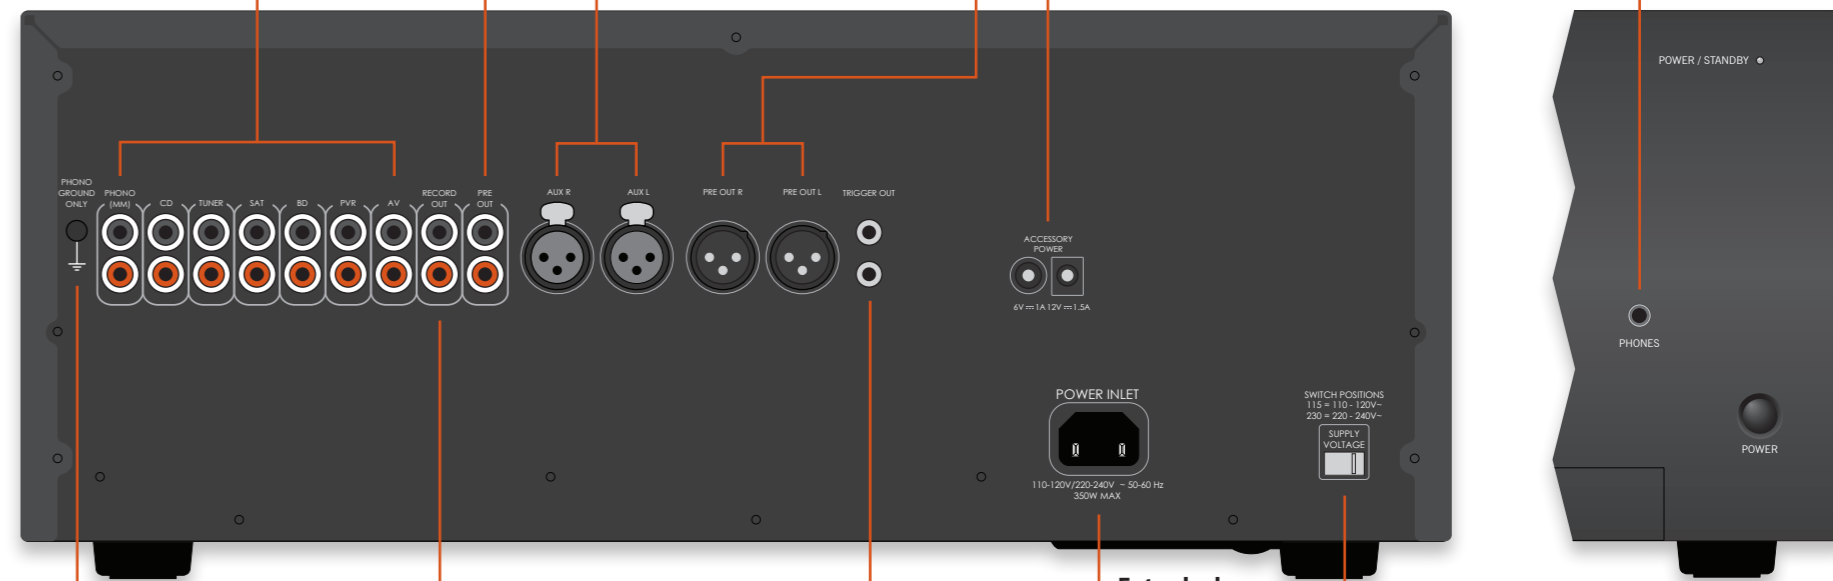 PHONO
GROUND
ONLY
PHONO
(MM)
CD
TUNER
SAT
BD
PVR
AV
RECORD
OUT
PRE
OUT
AUX R
AUX L
PRE OUT R
PRE OUT L
TRIGGER OUT
ACCESSORY
POWER
6V ⎓ 1A 12V ⎓ 1.5A
POWER INLET
110-120V/220-240V ~ 50-60 Hz
350W MAX
SWITCH POSITIONS
115 = 110 - 120V~
230 = 220 - 240V~
SUPPLY
VOLTAGE
POWER / STANDBY
PHONES
POWER